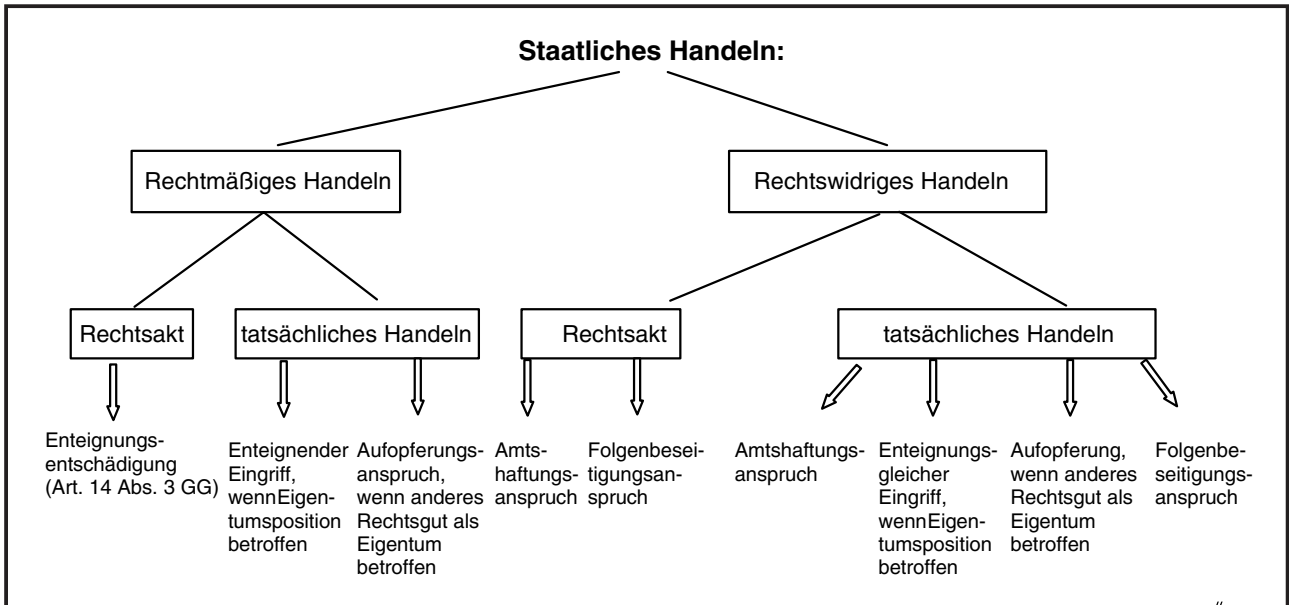 Staatliches Handeln:
Rechtmäßiges Handeln
Rechtswidriges Handeln
Rechtsakt
tatsächliches Handeln
Rechtsakt
tatsächliches Handeln
Enteignungs-
entschädigung
(Art. 14 Abs. 3 GG)
Enteignender
Eingriff,
wennEigen-
tumsposition
betroffen
Aufopferungs-
anspruch,
wenn anderes
Rechtsgut als
Eigentum
betroffen
Amts-
haftungs-
anspruch
Folgenbesei-
tigungsan-
spruch
Amtshaftungs-
anspruch
Enteignungs-
gleicher
Eingriff,
wennEigen-
tumsposition
betroffen
Aufopferung,
wenn anderes
Rechtsgut als
Eigentum
betroffen
Folgenbe-
seitigungs-
anspruch